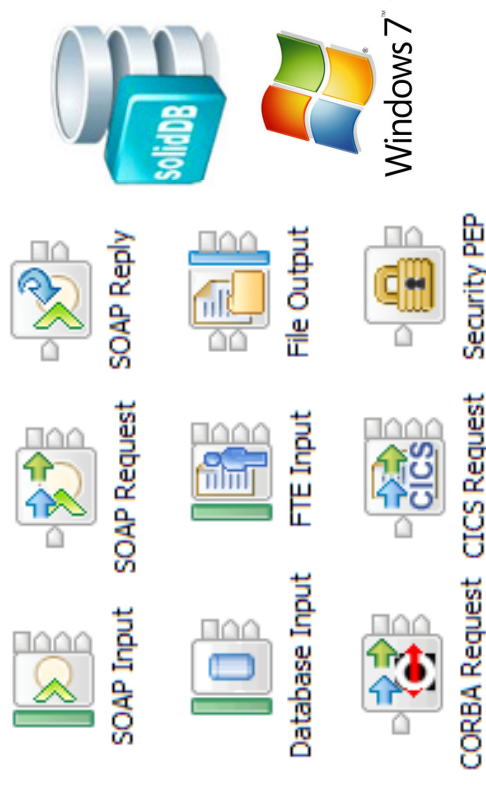 SOAP Input
SOAP Request
SOAP Reply
solidDB
Database Input
FTE Input
File Output
CICS
Windows 7™
®
CORBA Request
CICS Request
Security PEP